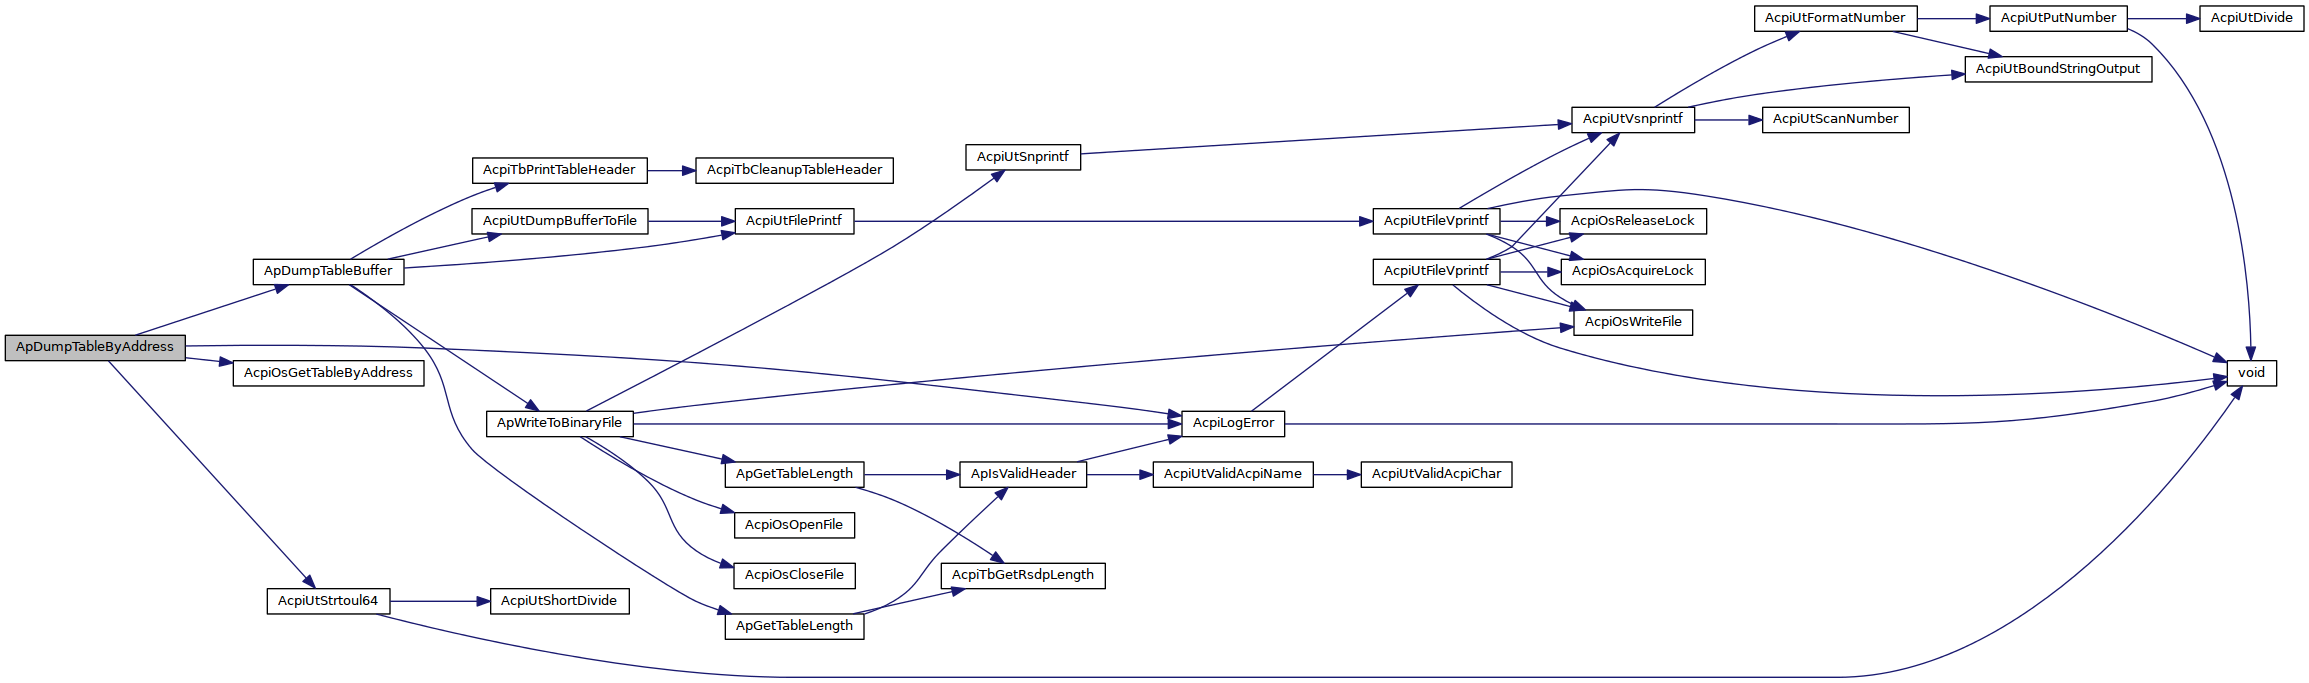 AcpiUtFormatNumber
AcpiUtPutNumber
AcpiUtDivide
AcpiUtBoundStringOutput
AcpiUtVsnprintf
AcpiUtScanNumber
AcpiUtSnprintf
AcpiTbPrintTableHeader
AcpiTbCleanupTableHeader
AcpiUtDumpBufferToFile
AcpiUtFilePrintf
AcpiUtFileVprintf
AcpiOsReleaseLock
ApDumpTableBuffer
AcpiUtFileVprintf
AcpiOsAcquireLock
AcpiOsWriteFile
ApDumpTableByAddress
AcpiOsGetTableByAddress
void
ApWriteToBinaryFile
AcpiLogError
ApGetTableLength
ApIsValidHeader
AcpiUtValidAcpiName
AcpiUtValidAcpiChar
AcpiOsOpenFile
AcpiOsCloseFile
AcpiTbGetRsdpLength
AcpiUtStrtoul64
AcpiUtShortDivide
ApGetTableLength